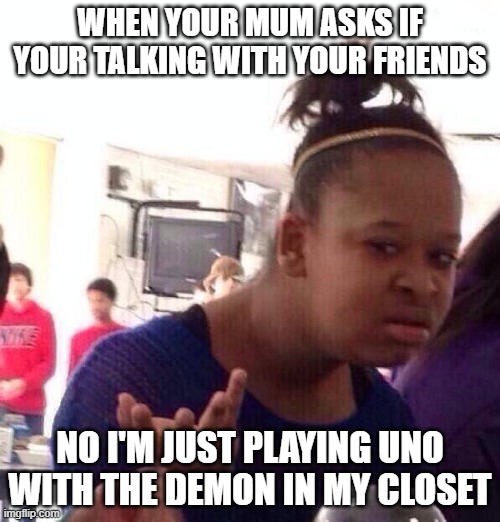 WHEN YOUR MUM ASKS IF
YOUR TALKING WITH YOUR FRIENDS
NO I'M JUST PLAYING UNO
WITH THE DEMON IN MY CLOSET
imgflip.com